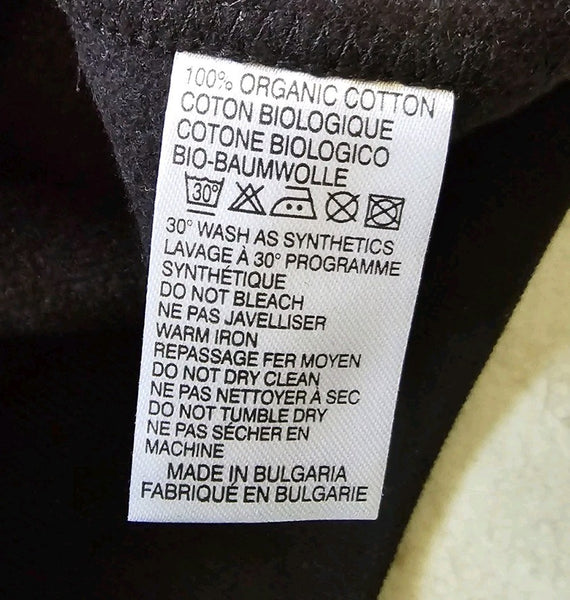 100% ORGANIC COTTON
COTON BIOLOGIQUE
COTONE BIOLOGICO
BIO-BAUMWOLLE
30°
30° WASH AS SYNTHETICS
LAVAGE À 30° PROGRAMME
SYNTHÉTIQUE
DO NOT BLEACH
NE PAS JAVELLISER
WARM IRON
REPASSAGE FER MOYEN
DO NOT DRY CLEAN
NE PAS NETTOYER À SEC
DO NOT TUMBLE DRY
NE PAS SÉCHER EN
MACHINE
MADE IN BULGARIA
FABRIQUÉ EN BULGARIE